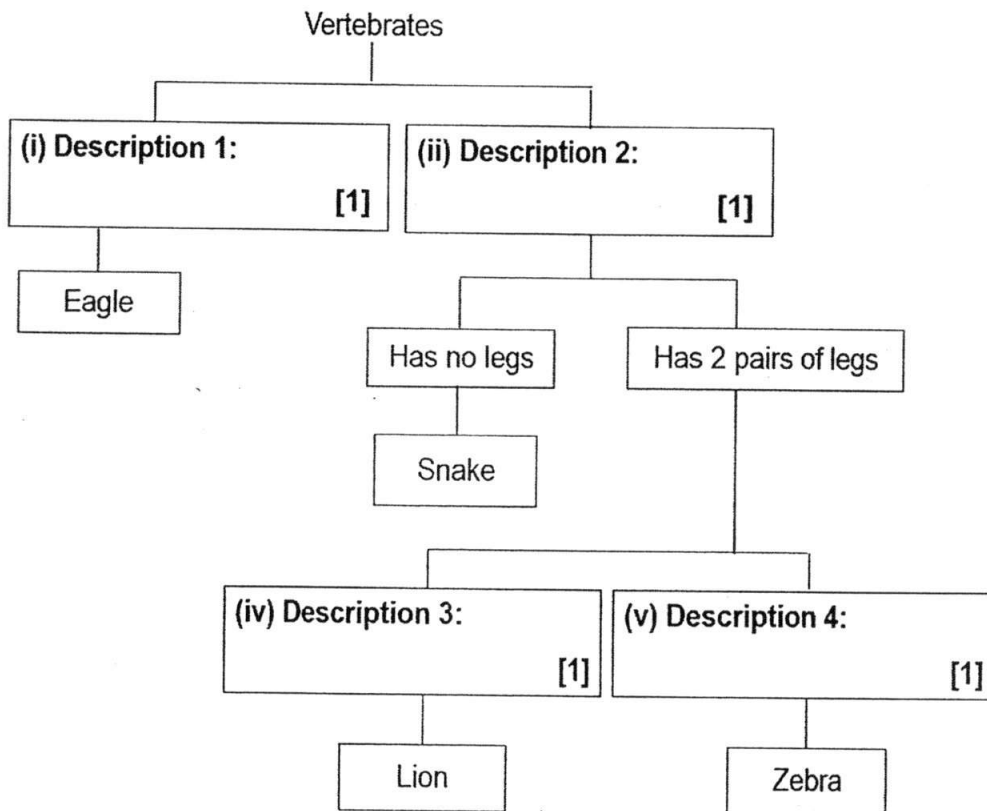 Vertebrates
(i) Description 1:
[1]
(ii) Description 2:
[1]
Eagle
Has no legs
Has 2 pairs of legs
Snake
(iv) Description 3:
[1]
(v) Description 4:
[1]
Lion
Zebra